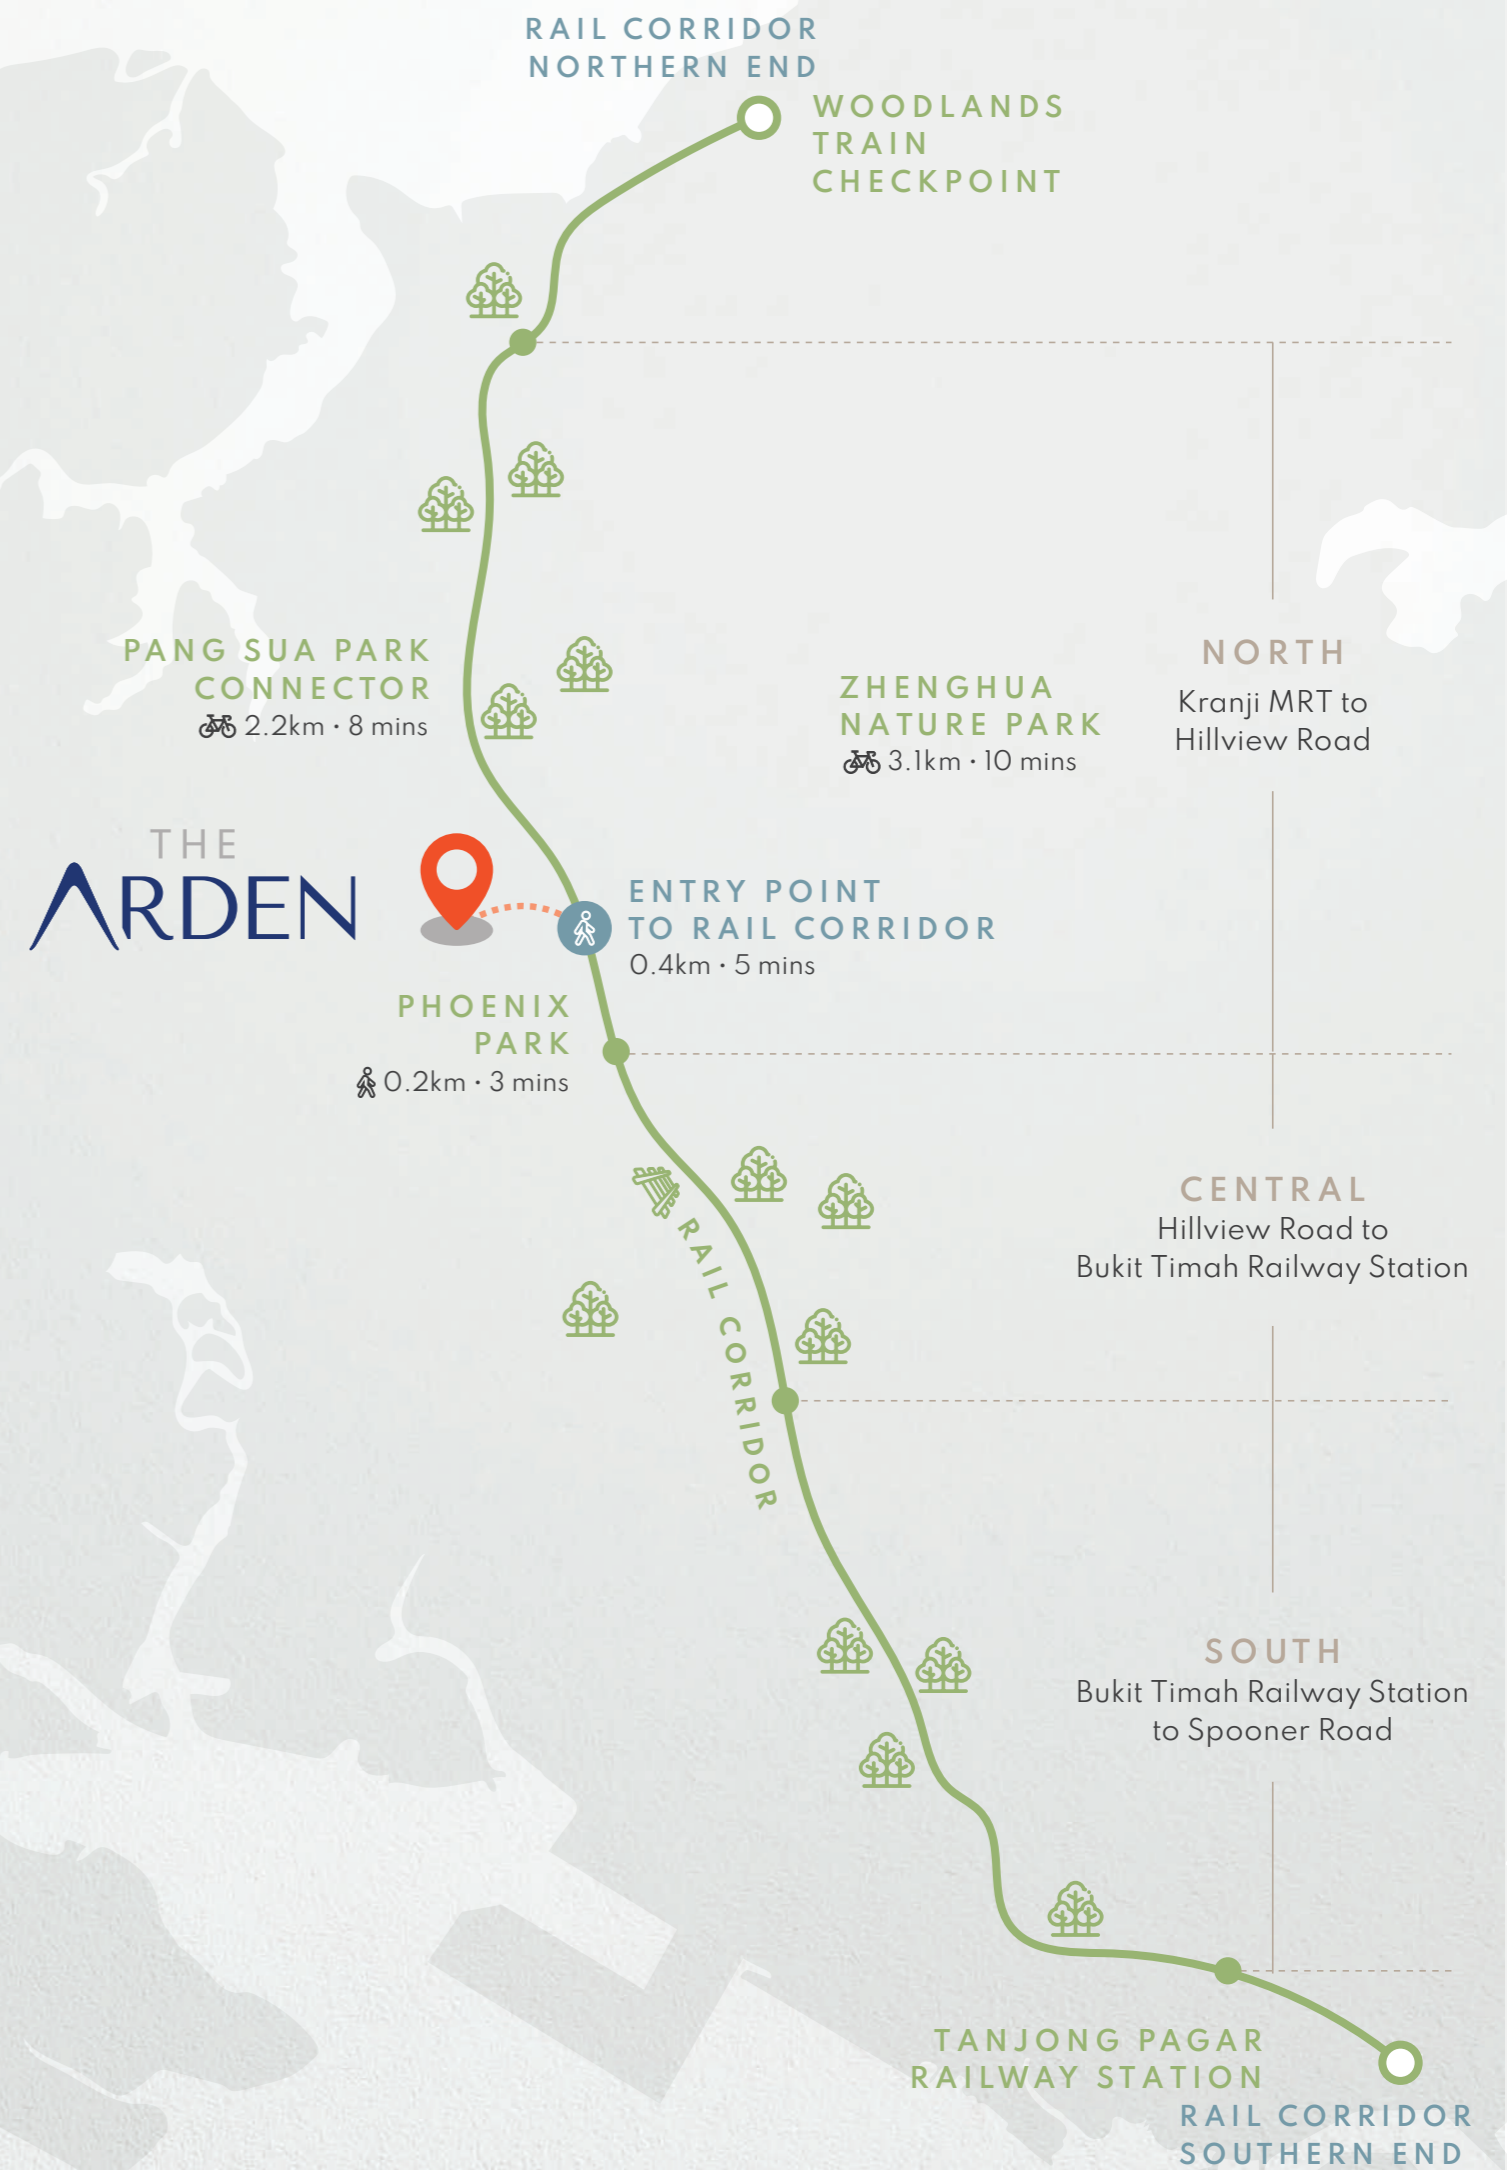 RAIL CORRIDOR
NORTHERN END
WOODLANDS
TRAIN
CHECKPOINT
PANG SUA PARK
CONNECTOR
2.2km • 8 mins
ZHENGHUA
NATURE PARK
3.1km • 10 mins
NORTH
Kranji MRT to
Hillview Road
THE
ARDEN
ENTRY POINT
TO RAIL CORRIDOR
0.4km • 5 mins
PHOENIX
PARK
0.2km • 3 mins
RAIL CORRIDOR
CENTRAL
Hillview Road to
Bukit Timah Railway Station
SOUTH
Bukit Timah Railway Station
to Spooner Road
TANJONG PAGAR
RAILWAY STATION
RAIL CORRIDOR
SOUTHERN END